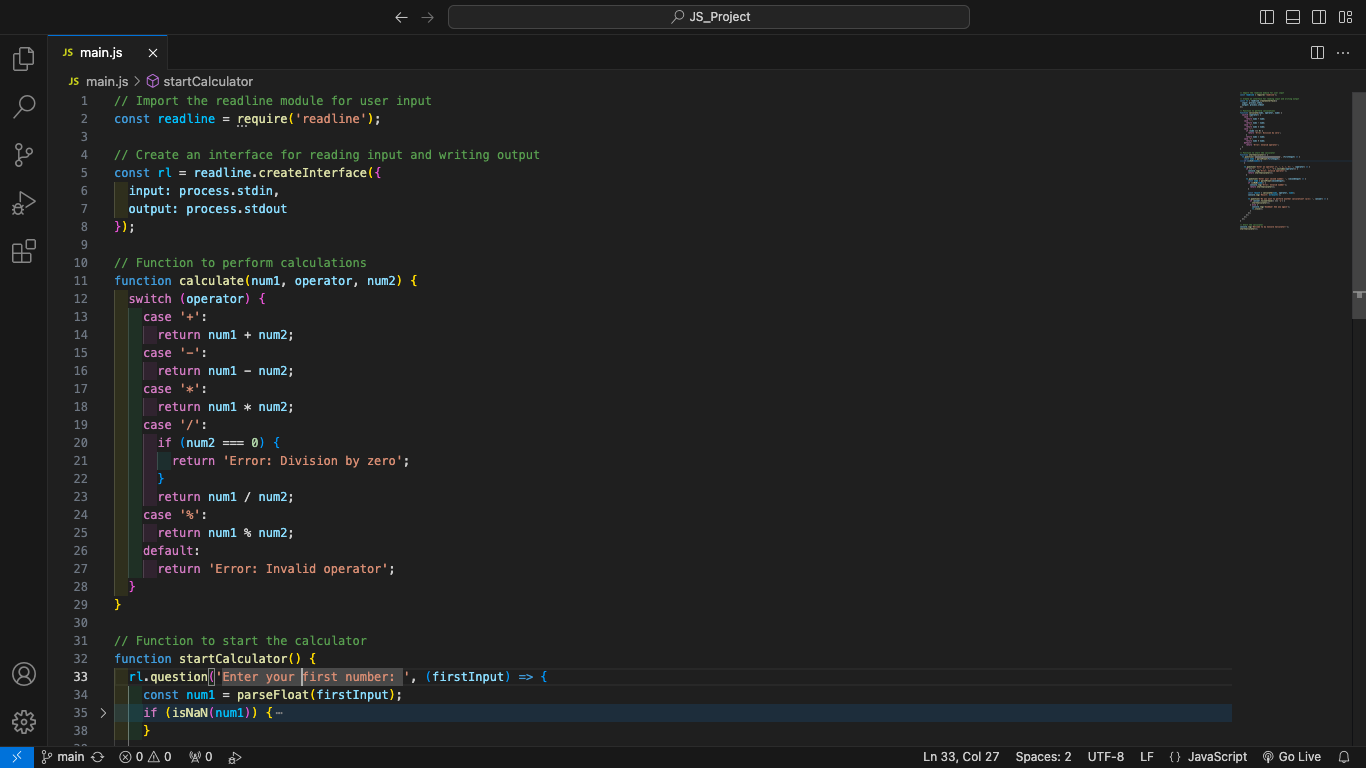 JS_Project
JS main.js
JS main.js > startCalculator
1 // Import the readline module for user input
2 const readline = require('readline');
3
4 // Create an interface for reading input and writing output
5 const rl = readline.createInterface({
6   input: process.stdin,
7   output: process.stdout
8 });
9
10 // Function to perform calculations
11 function calculate(num1, operator, num2) {
12   switch (operator) {
13     case '+':
14       return num1 + num2;
15     case '-':
16       return num1 - num2;
17     case '*':
18       return num1 * num2;
19     case '/':
20       if (num2 === 0) {
21         return 'Error: Division by zero';
22       }
23       return num1 / num2;
24     case '%':
25       return num1 % num2;
26     default:
27       return 'Error: Invalid operator';
28   }
29 }
30
31 // Function to start the calculator
32 function startCalculator() {
33   rl.question('Enter your first number: ', (firstInput) => {
34     const num1 = parseFloat(firstInput);
35     if (isNaN(num1)) {⋯
38     }
main 0 0 0 Ln 33, Col 27 Spaces: 2 UTF-8 LF {} JavaScript Go Live